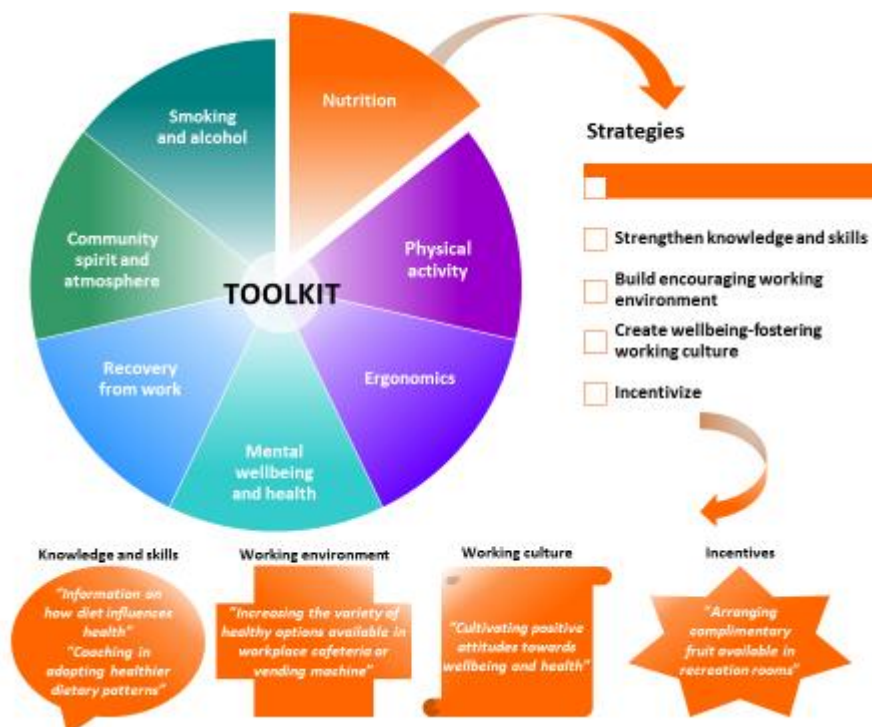 Nutrition
Smoking
and alcohol
Strategies
Strengthen knowledge and skills
Build encouraging working
environment
Create wellbeing-fostering
working culture
Incentivize
Physical
activity
Community
spirit and
atmosphere
TOOLKIT
Recovery
from work
Ergonomics
Mental
wellbeing
and health
Knowledge and skills
"Information on
how diet influences
health"
"Coaching in
adopting healthier
dietary patterns"
Working environment
"Increasing the variety of
healthy options available in
workplace cafeteria or
vending machine"
Working culture
"Cultivating positive
attitudes towards
wellbeing and health"
Incentives
"Arranging
complimentary
fruit available in
recreation rooms"